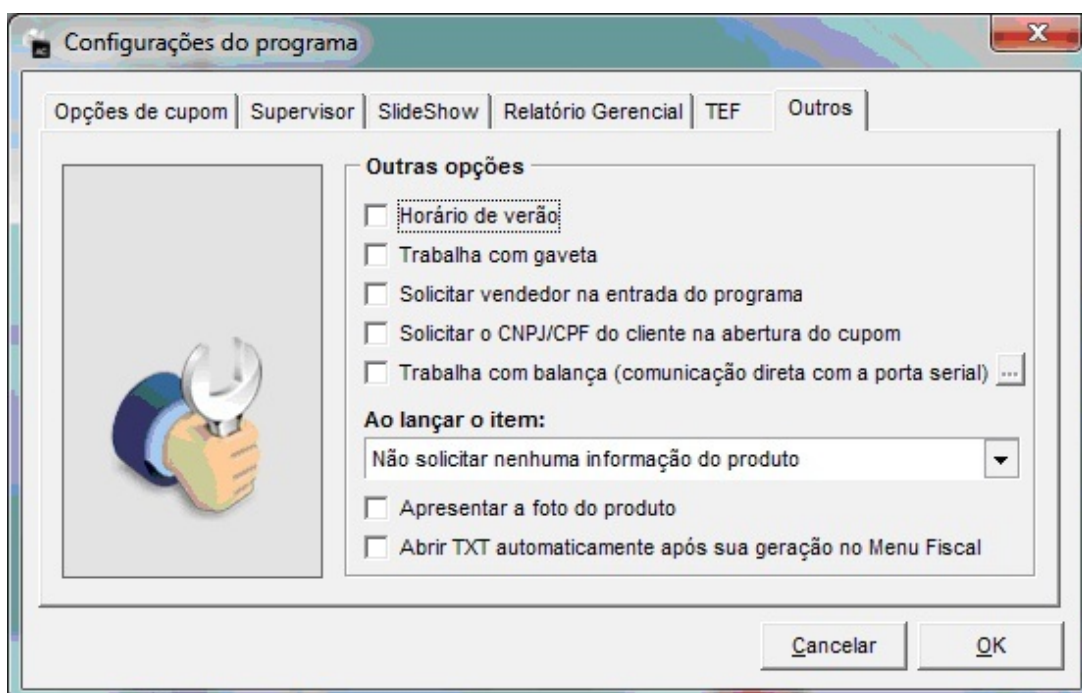 Configurações do programa
Opções de cupom Supervisor SlideShow Relatório Gerencial TEF Outros
Outras opções
Horário de verão
Trabalha com gaveta
Solicitar vendedor na entrada do programa
Solicitar o CNPJ/CPF do cliente na abertura do cupom
Trabalha com balança (comunicação direta com a porta serial) ...
Ao lançar o item:
Não solicitar nenhuma informação do produto
Apresentar a foto do produto
Abrir TXT automaticamente após sua geração no Menu Fiscal
Cancelar OK